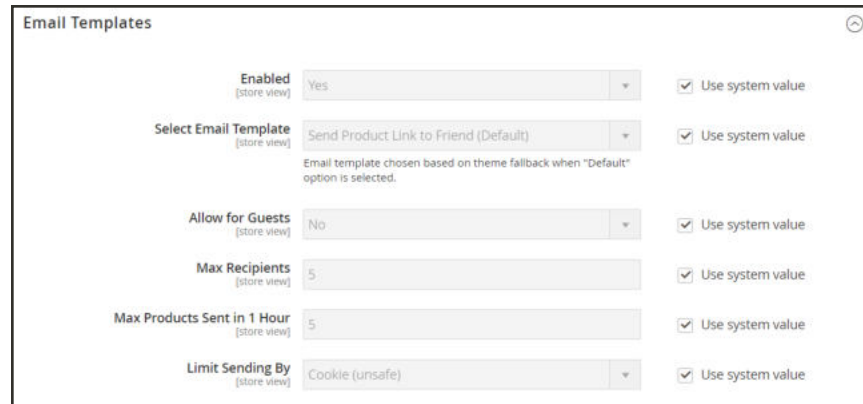 Email Templates
Enabled
[store view]
Yes
Use system value
Select Email Template
[store view]
Send Product Link to Friend (Default)
Use system value
Email template chosen based on theme fallback when "Default"
option is selected.
Allow for Guests
[store view]
No
Use system value
Max Recipients
[store view]
5
Use system value
Max Products Sent in 1 Hour
[store view]
5
Use system value
Limit Sending By
[store view]
Cookie (unsafe)
Use system value